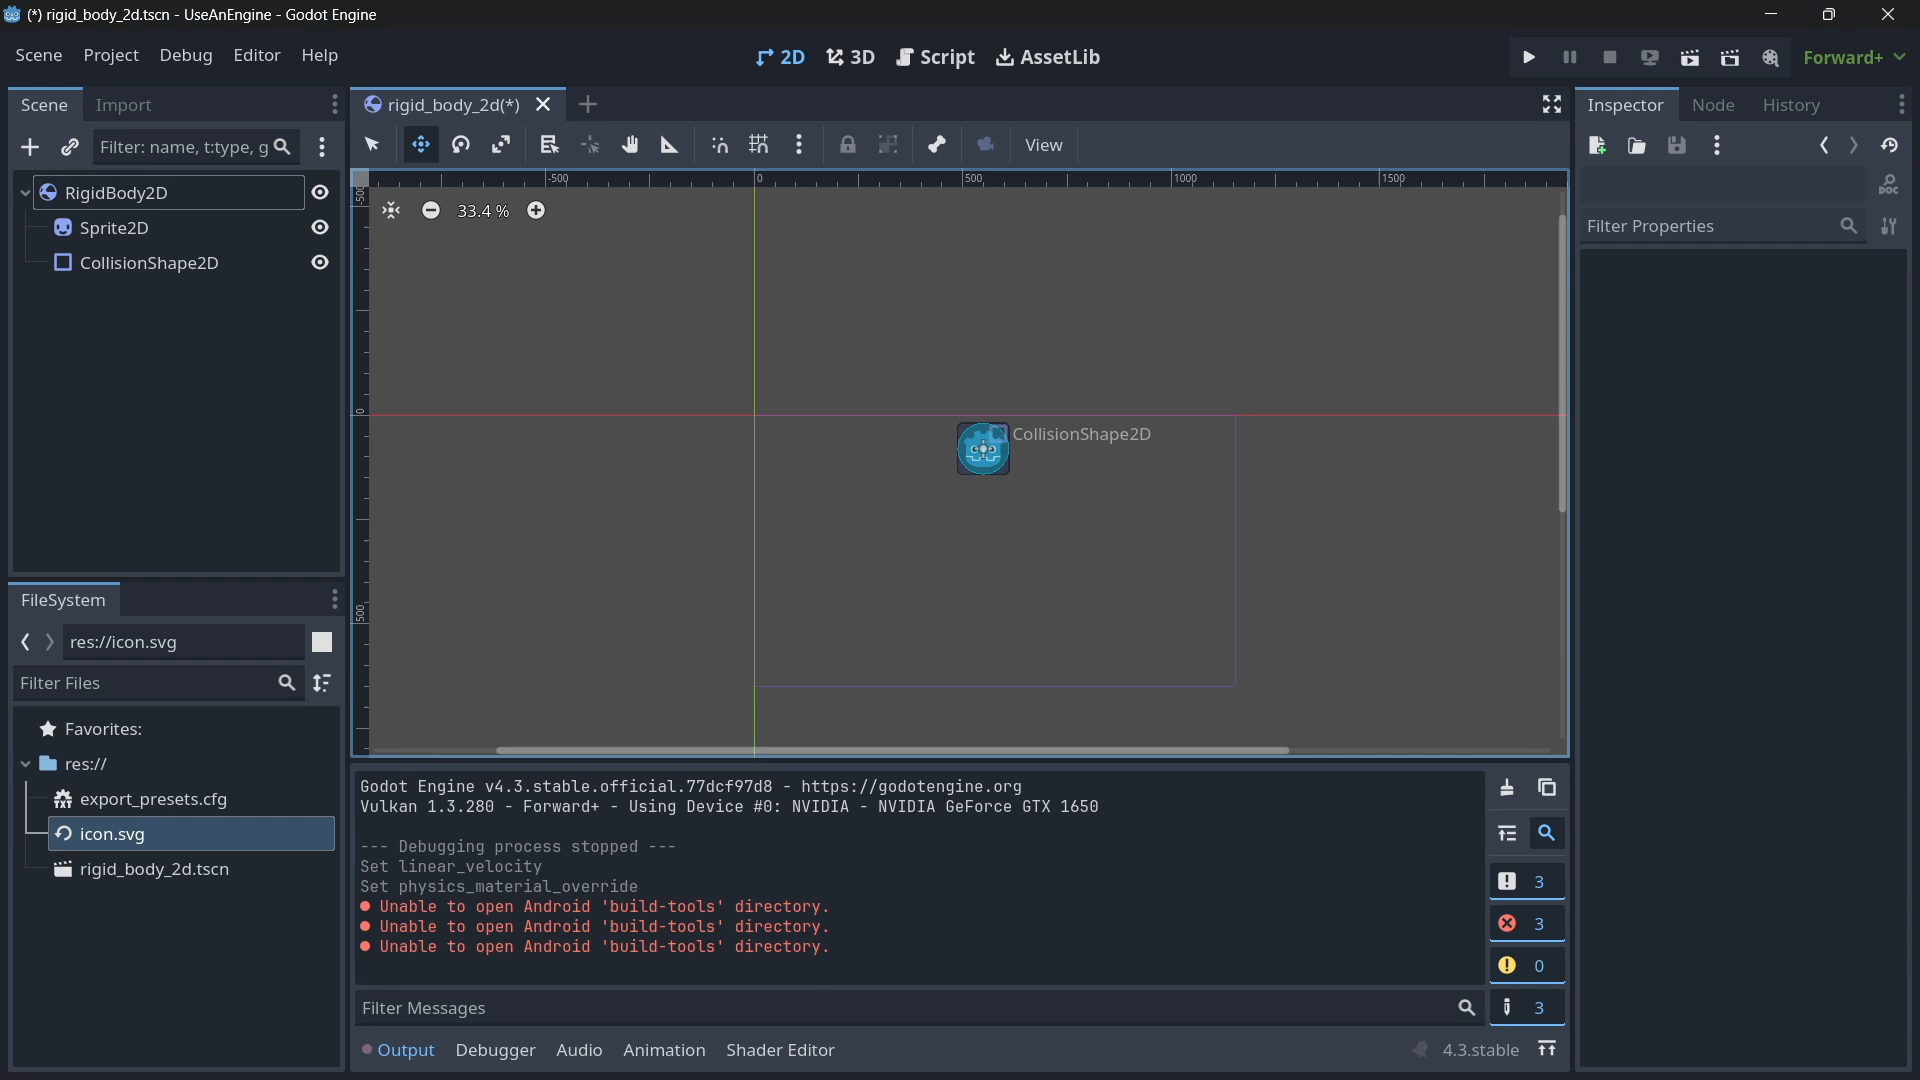 (*) rigid_body_2d.tscn - UseAnEngine - Godot Engine
Scene Project Debug Editor Help
2D 3D Script AssetLib
Forward+
Scene Import
rigid_body_2d(*)
Inspector Node History
Filter: name, t:type, g
View
RigidBody2D
Sprite2D
CollisionShape2D
-500 0 500 1000 1500
-500
0
500
33.4 %
Filter Properties
CollisionShape2D
FileSystem
res://icon.svg
Filter Files
Favorites:
res://
export_presets.cfg
icon.svg
rigid_body_2d.tscn
Godot Engine v4.3.stable.official.77dcf97d8 - https://godotengine.org
Vulkan 1.3.280 - Forward+ - Using Device #0: NVIDIA - NVIDIA GeForce GTX 1650
--- Debugging process stopped ---
Set linear_velocity
Set physics_material_override
Unable to open Android 'build-tools' directory.
Unable to open Android 'build-tools' directory.
Unable to open Android 'build-tools' directory.
3
3
0
3
Filter Messages
Output Debugger Audio Animation Shader Editor
4.3.stable